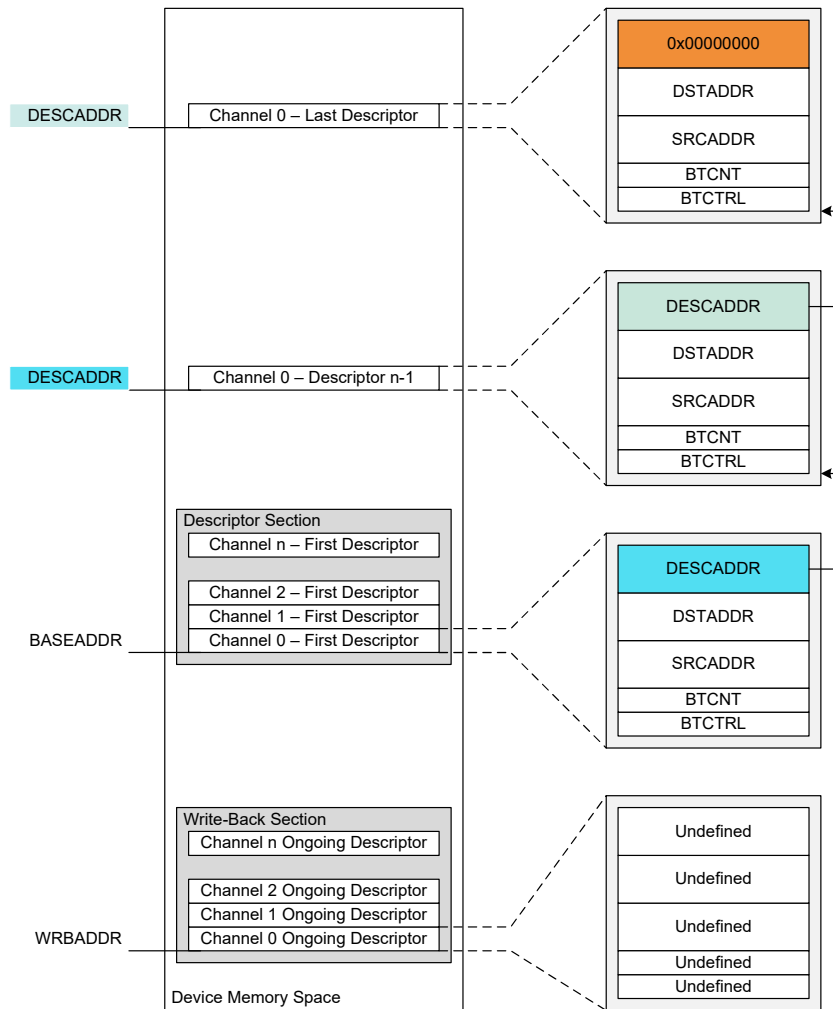 0x00000000
DESCADDR
Channel 0 – Last Descriptor
DSTADDR
SRCADDR
BTCNT
BTCTRL
DESCADDR
DESCADDR
Channel 0 – Descriptor n-1
DSTADDR
SRCADDR
BTCNT
BTCTRL
Descriptor Section
Channel n – First Descriptor
Channel 2 – First Descriptor
Channel 1 – First Descriptor
BASEADDR
Channel 0 – First Descriptor
DESCADDR
DSTADDR
SRCADDR
BTCNT
BTCTRL
Write-Back Section
Channel n Ongoing Descriptor
Channel 2 Ongoing Descriptor
Channel 1 Ongoing Descriptor
WRBADDR
Channel 0 Ongoing Descriptor
Undefined
Undefined
Undefined
Undefined
Undefined
Device Memory Space